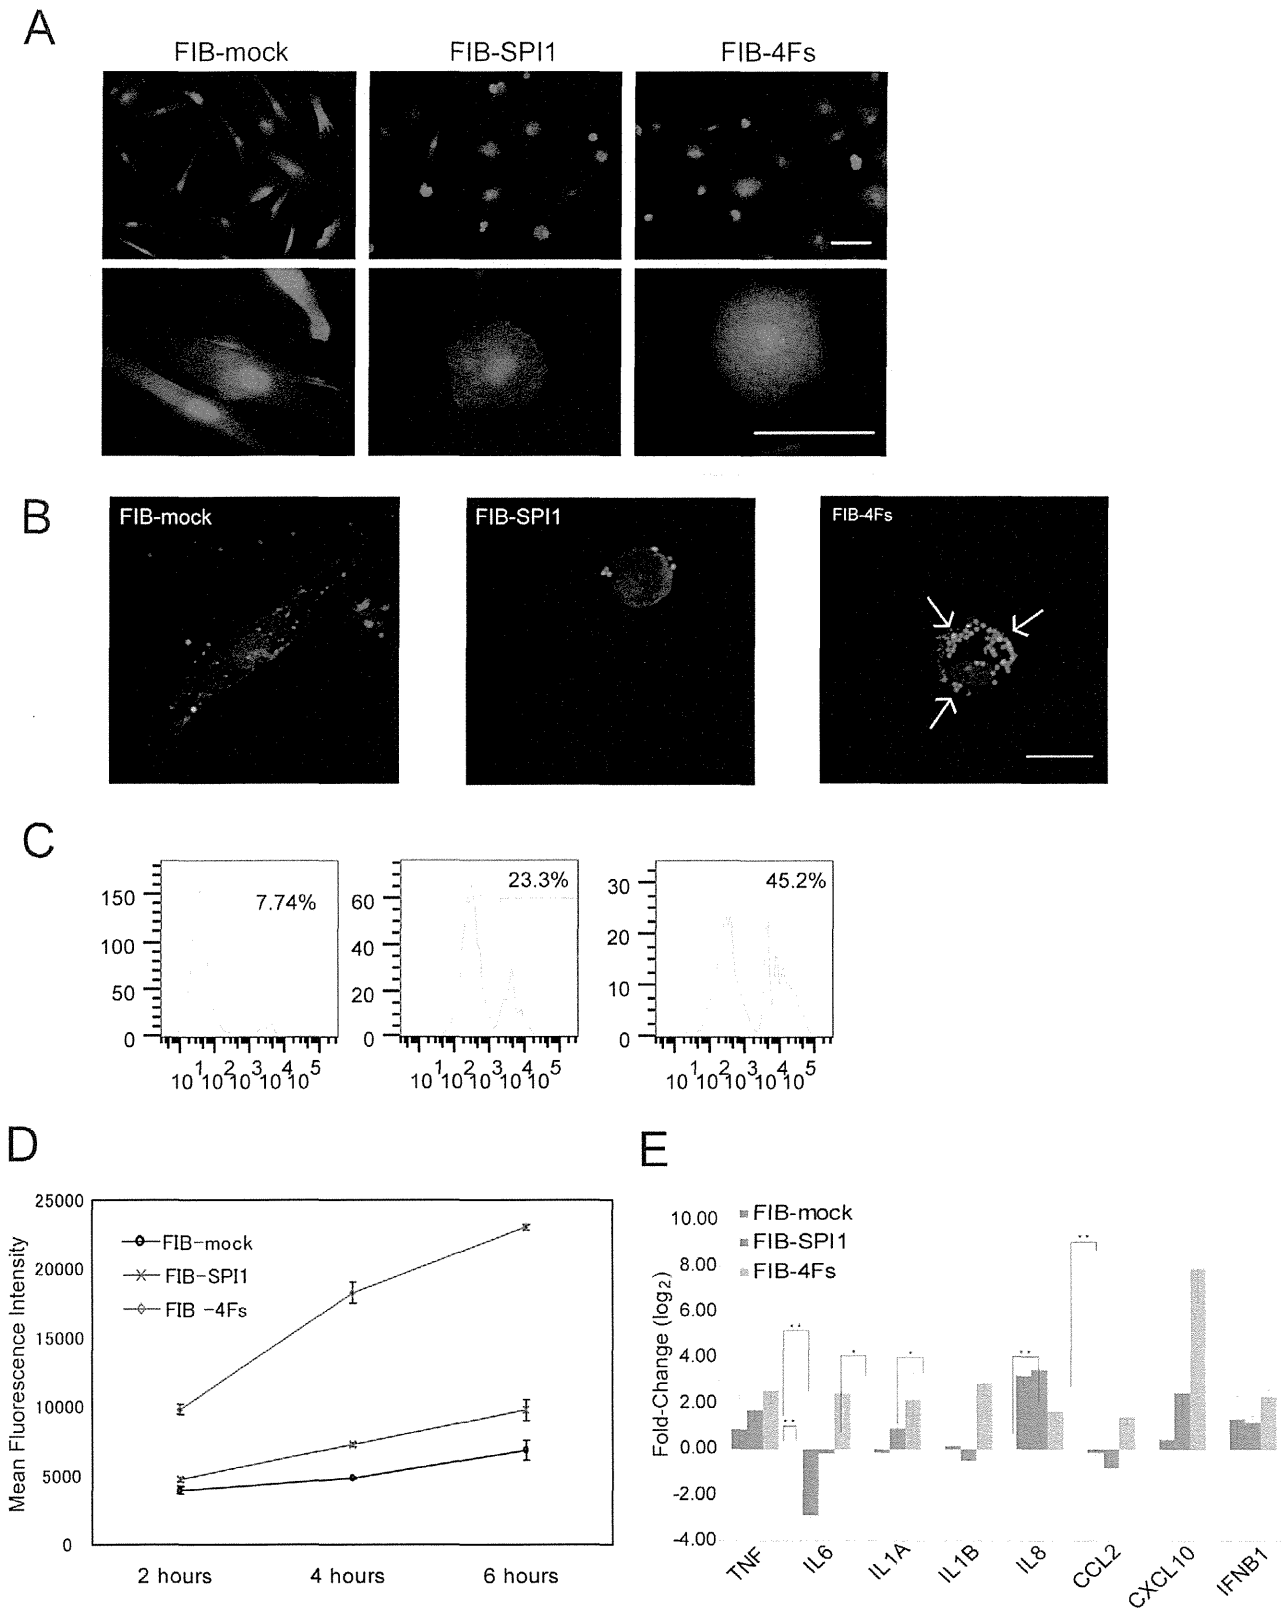 A
FIB-mock
FIB-SPI1
FIB-4Fs
B
FIB-mock
FIB-SPI1
FIB-4Fs
C
150
100
50
0
7.74%
10^1 10^2 10^3 10^4 10^5
60
40
20
0
23.3%
10^1 10^2 10^3 10^4 10^5
30
20
10
0
45.2%
10^1 10^2 10^3 10^4 10^5
D
Mean Fluorescence Intensity
25000
20000
15000
10000
5000
0
FIB-mock
FIB-SPI1
FIB -4Fs
2 hours
4 hours
6 hours
E
Fold-Change (log2)
10.00
8.00
6.00
4.00
2.00
0.00
-2.00
-4.00
FIB-mock
FIB-SPI1
FIB-4Fs
**
**
*
*
**
**
TNF
IL6
IL1A
IL1B
IL8
CCL2
CXCL10
IFNB1